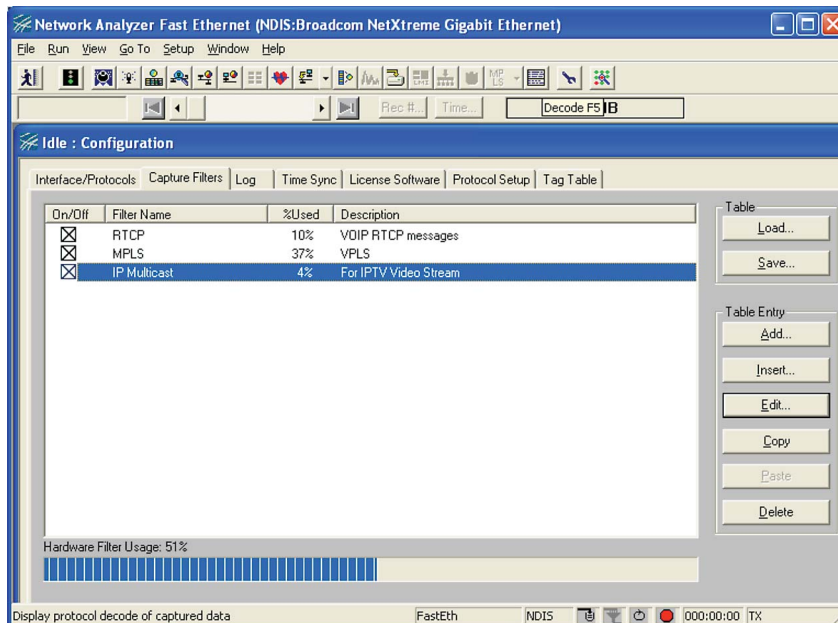 Network Analyzer Fast Ethernet (NDIS:Broadcom NetXtreme Gigabit Ethernet)
File Run View Go To Setup Window Help
MP LS
Rec #... Time... Decode F5 IB
Idle : Configuration
Interface/Protocols Capture Filters Log Time Sync License Software Protocol Setup Tag Table
On/Off Filter Name %Used Description
RTCP 10% VOIP RTCP messages
MPLS 37% VPLS
IP Multicast 4% For IPTV Video Stream
Table
Load...
Save...
Table Entry
Add...
Insert...
Edit...
Copy
Paste
Delete
Hardware Filter Usage: 51%
Display protocol decode of captured data FastEth NDIS 000:00:00 TX